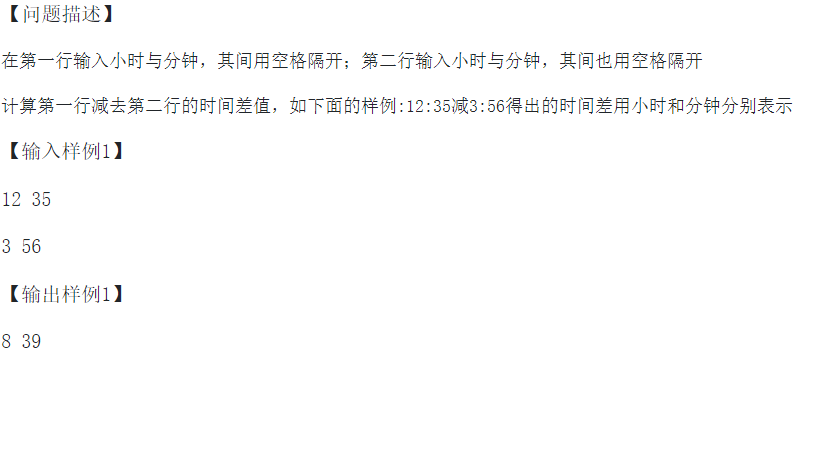 【问题描述】
在第一行输入小时与分钟，其间用空格隔开；第二行输入小时与分钟，其间也用空格隔开
计算第一行减去第二行的时间差值，如下面的样例:12:35减3:56得出的时间差用小时和分钟分别表示
【输入样例1】
12 35
3 56
【输出样例1】
8 39